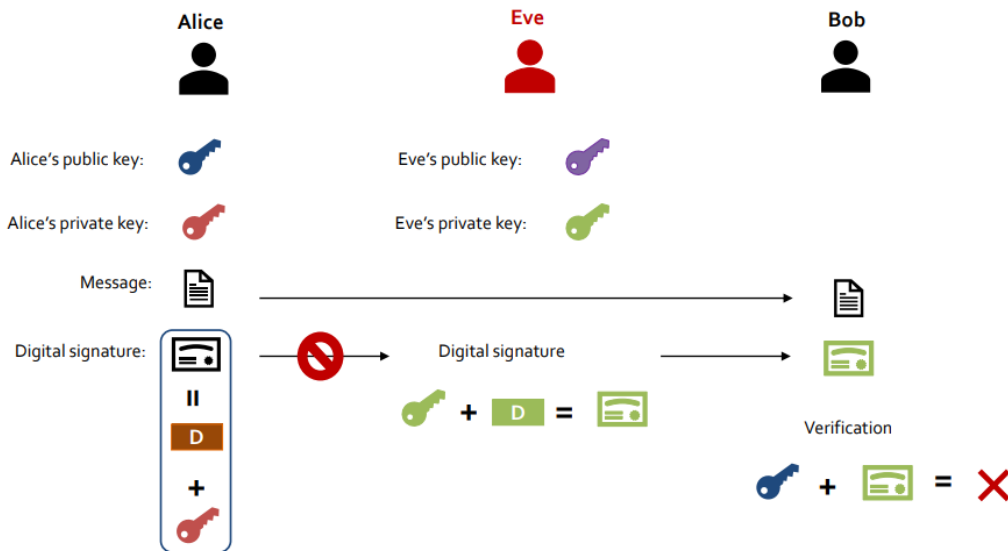 Alice
Eve
Bob
Alice's public key:
Eve's public key:
Alice's private key:
Eve's private key:
Message:
Digital signature:
Digital signature
=
D
+
+ D =
Verification
+ =